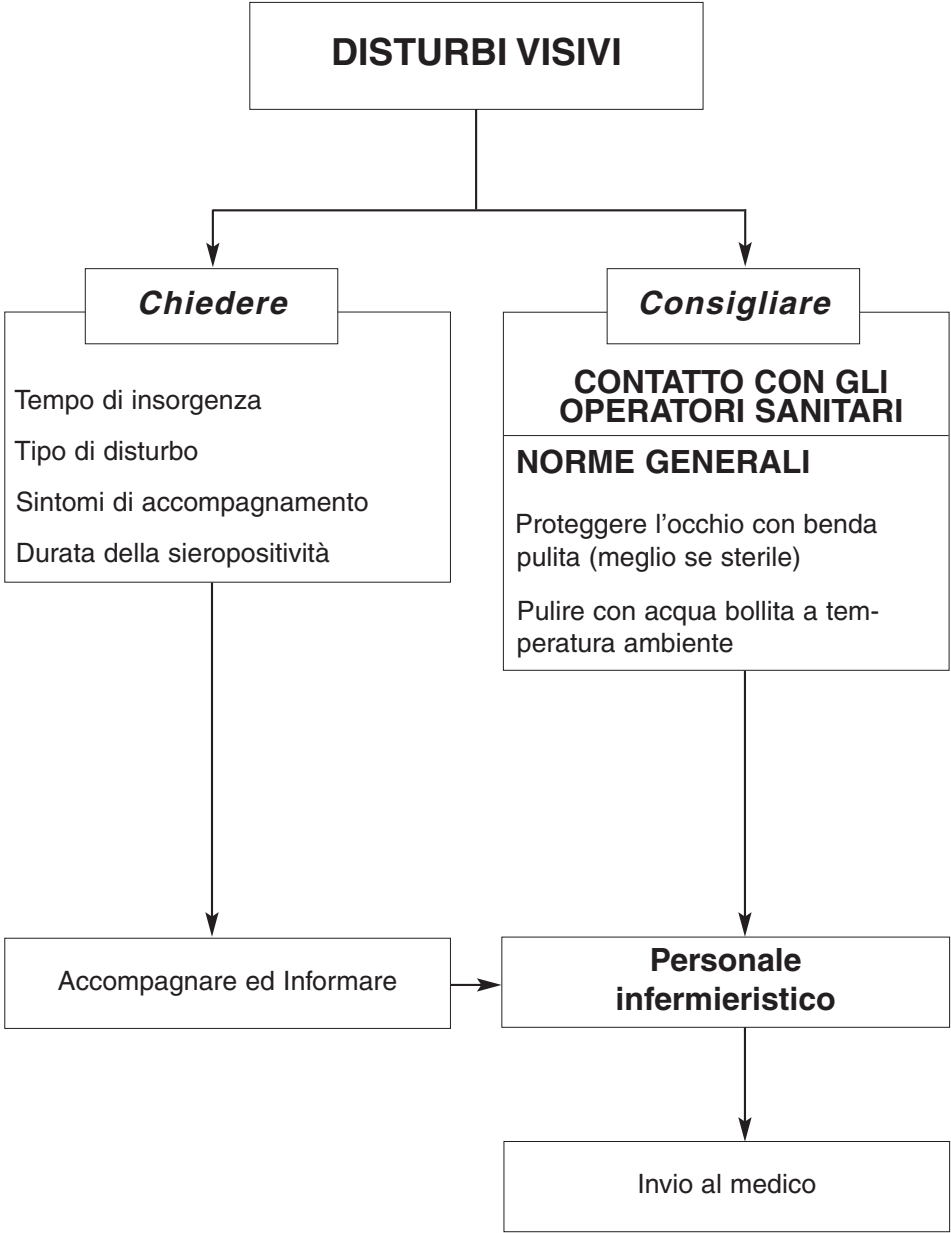 DISTURBI VISIVI
Chiedere
Tempo di insorgenza
Tipo di disturbo
Sintomi di accompagnamento
Durata della sieropositività
Consigliare
CONTATTO CON GLI
OPERATORI SANITARI
NORME GENERALI
Proteggere l'occhio con benda
pulita (meglio se sterile)
Pulire con acqua bollita a tem-
peratura ambiente
Accompagnare ed Informare
Personale
infermieristico
Invio al medico